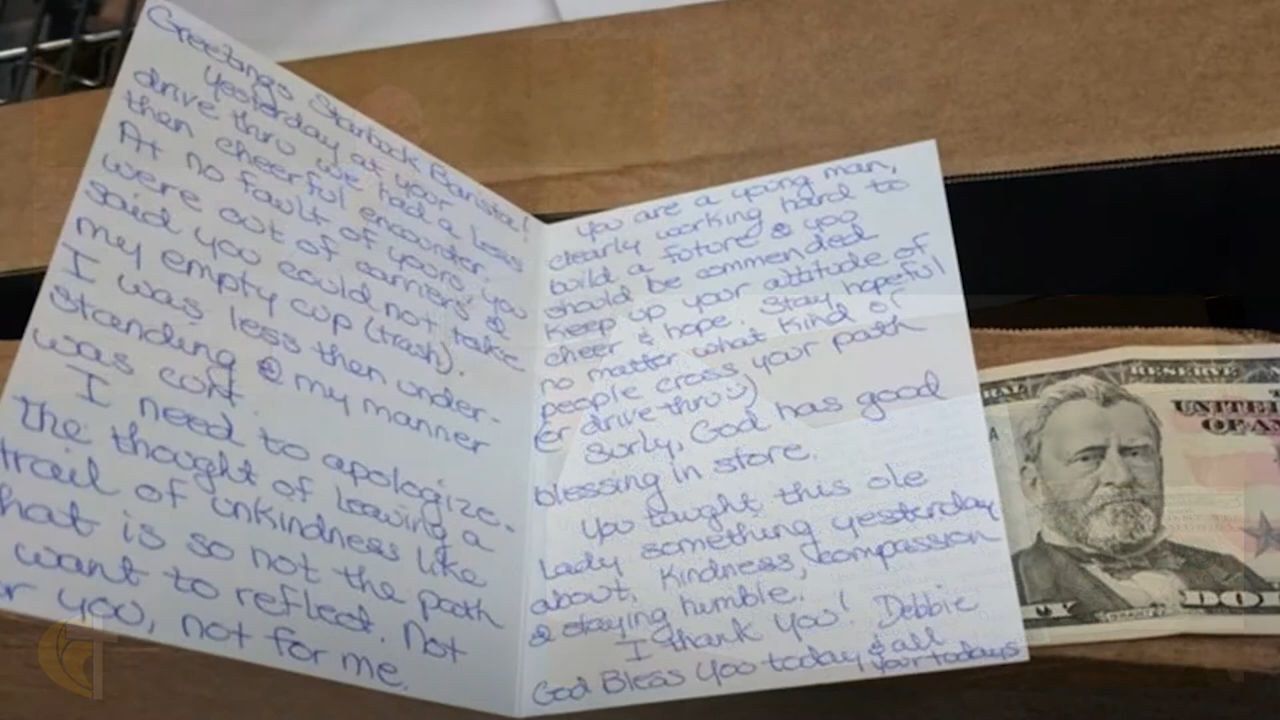 Greetings Starbuck Barista!
Yesterday at your
drive thru we had a less
then cheerful encounter.
At no fault of yours, you
were out of carriers &
said you could not take
my empty cup (trash).
I was less then under-
standing & my manner
was curt.
I need to apologize.
The thought of leaving a
trail of unkindness like
that is so not the path
I want to reflect. Not
for you, not for me.
You are a young man,
clearly working hard to
build a future & you
should be commended
Keep up your attitude of
cheer & hope. Stay hopeful
no matter what kind of
people cross your path
(or drive thru :))
Surly, God has good
blessing in store.
You taught this ole
Lady something yesterday
about, Kindness, compassion
& staying humble.
I thank You! Debbie
God Bless You today & all
your todays
RESERVE
UNITED
OF AM
DOL